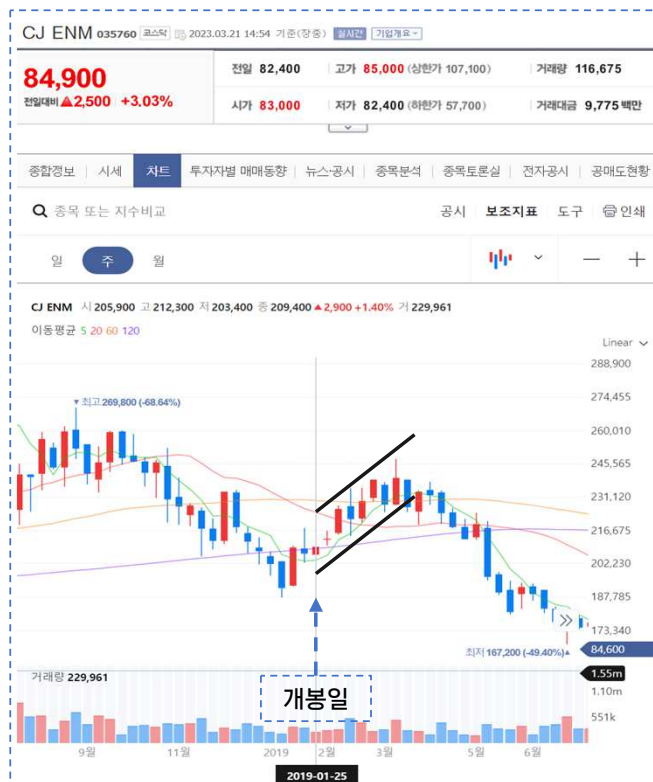 CJ ENM 035760 코스닥 2023.03.21 14:54 기준(장중) 실시간 기업개요
84,900
전일대비 ▲2,500 +3.03%
전일 82,400 고가 85,000 (상한가 107,100) 거래량 116,675
시가 83,000 저가 82,400 (하한가 57,700) 거래대금 9,775 백만
종합정보 시세 차트 투자자별 매매동향 뉴스·공시 종목분석 종목토론실 전자공시 공매도현황
종목 또는 지수비교 공시 보조지표 도구 인쇄
일 주 월
CJ ENM 시 205,900 고 212,300 저 203,400 종 209,400 ▲2,900 +1.40% 거 229,961
이동평균 5 20 60 120
Linear
288,900
▼최고 269,800 (-68.64%)
274,455
260,010
245,565
231,120
216,675
202,230
187,785
173,340
최저 167,200 (-49.40%)▲
84,600
거래량 229,961
1.55m
개봉일
1.10m
551k
9월 11월 2019 2월 3월 5월 6월
2019-01-25